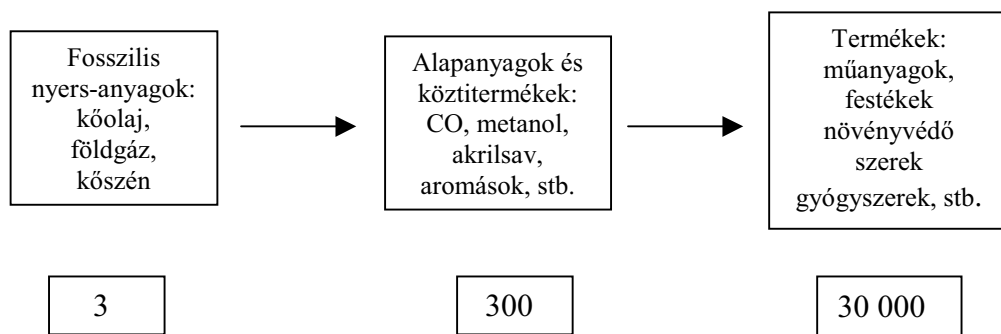 Fosszilis
nyers-anyagok:
kőolaj,
földgáz,
kőszén
Alapanyagok és
köztitermékek:
CO, metanol,
akrilsav,
aromások, stb.
Termékek:
műanyagok,
festékek
növényvédő
szerek
gyógyszerek, stb.
3
300
30 000